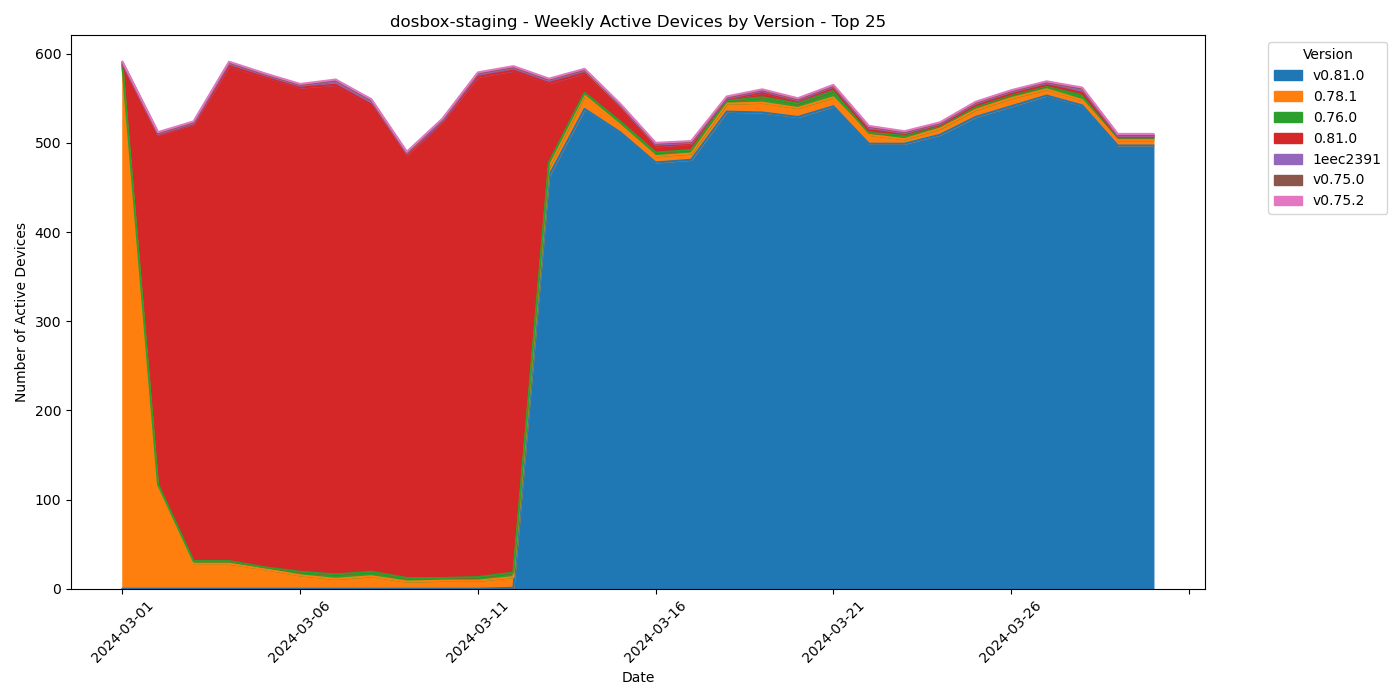 dosbox-staging - Weekly Active Devices by Version - Top 25
Number of Active Devices
600
500
400
300
200
100
0
2024-03-01
2024-03-06
2024-03-11
2024-03-16
2024-03-21
2024-03-26
Date
Version
v0.81.0
0.78.1
0.76.0
0.81.0
1eec2391
v0.75.0
v0.75.2